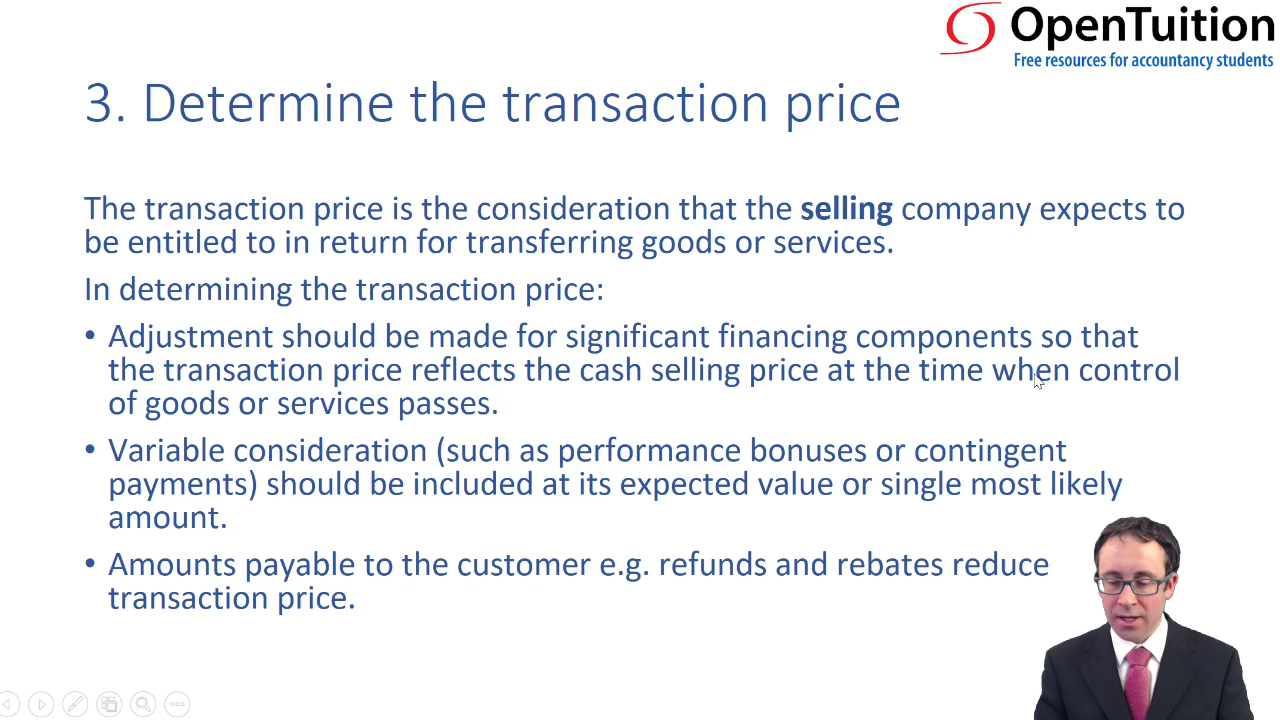 OpenTuition
Free resources for accountancy students
3. Determine the transaction price
The transaction price is the consideration that the selling company expects to
be entitled to in return for transferring goods or services.
In determining the transaction price:
• Adjustment should be made for significant financing components so that
the transaction price reflects the cash selling price at the time when control
of goods or services passes.
• Variable consideration (such as performance bonuses or contingent
payments) should be included at its expected value or single most likely
amount.
• Amounts payable to the customer e.g. refunds and rebates reduce
transaction price.